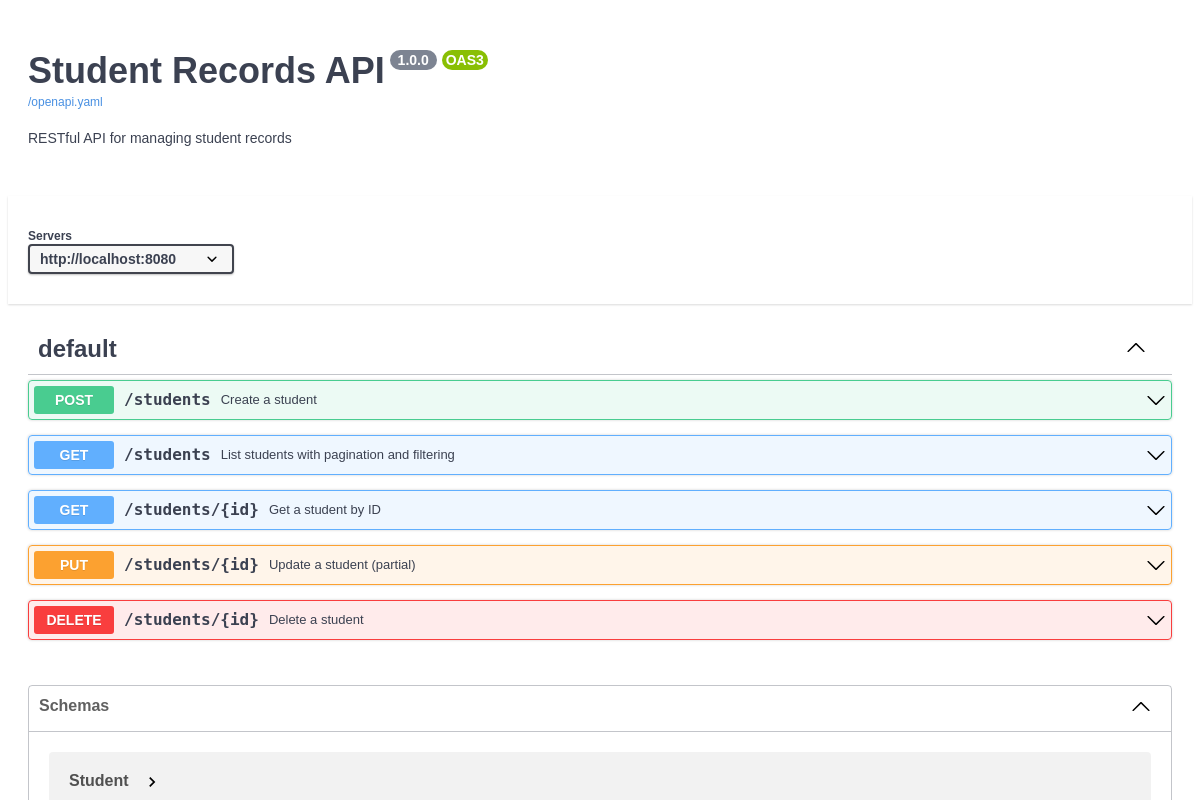 Student Records API 1.0.0 OAS3
/openapi.yaml
RESTful API for managing student records
Servers
http://localhost:8080
default
POST /students Create a student
GET /students List students with pagination and filtering
GET /students/{id} Get a student by ID
PUT /students/{id} Update a student (partial)
DELETE /students/{id} Delete a student
Schemas
Student